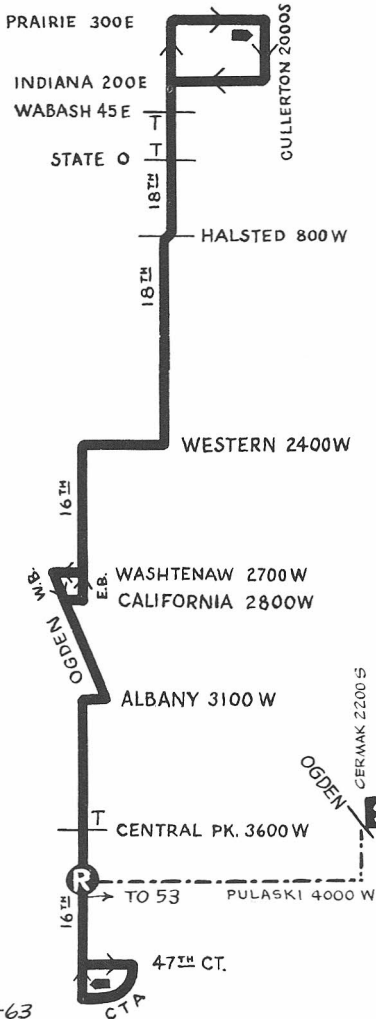 PRAIRIE 300E
CULLERTON 2000S
INDIANA 200E
WABASH 45E
T
T
STATE O
18TH
HALSTED 800W
18TH
WESTERN 2400W
16TH
W.B.
E.B.
WASHTENAW 2700W
CALIFORNIA 2800W
OGDEN
ALBANY 3100 W
CERMAK 2200S
OGDEN
T
CENTRAL PK. 3600W
R
TO 53
PULASKI 4000 W
16TH
47TH CT.
CTA
-63